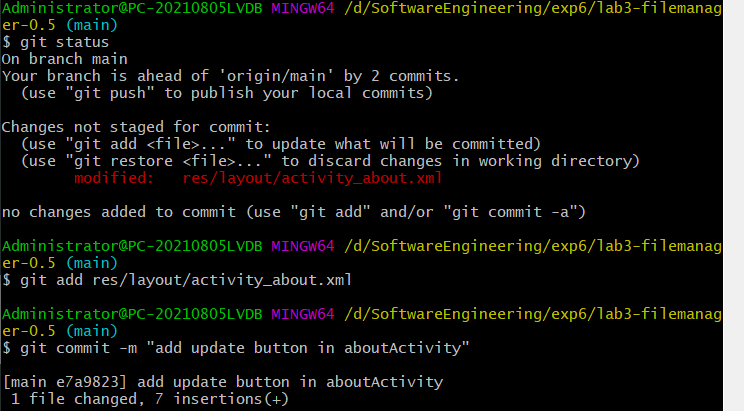 Administrator@PC-20210805LVDB MINGW64 /d/SoftwareEngineering/exp6/lab3-filemanag
er-0.5 (main)
$ git status
On branch main
Your branch is ahead of 'origin/main' by 2 commits.
  (use "git push" to publish your local commits)

Changes not staged for commit:
  (use "git add <file>..." to update what will be committed)
  (use "git restore <file>..." to discard changes in working directory)
        modified:   res/layout/activity_about.xml

no changes added to commit (use "git add" and/or "git commit -a")

Administrator@PC-20210805LVDB MINGW64 /d/SoftwareEngineering/exp6/lab3-filemanag
er-0.5 (main)
$ git add res/layout/activity_about.xml

Administrator@PC-20210805LVDB MINGW64 /d/SoftwareEngineering/exp6/lab3-filemanag
er-0.5 (main)
$ git commit -m "add update button in aboutActivity"

[main e7a9823] add update button in aboutActivity
 1 file changed, 7 insertions(+)